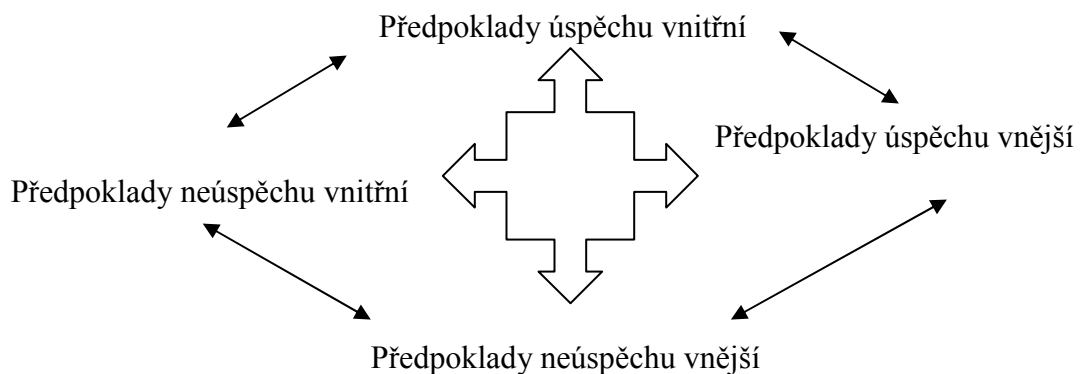 Předpoklady úspěchu vnitřní
Předpoklady úspěchu vnější
Předpoklady neúspěchu vnitřní
Předpoklady neúspěchu vnější